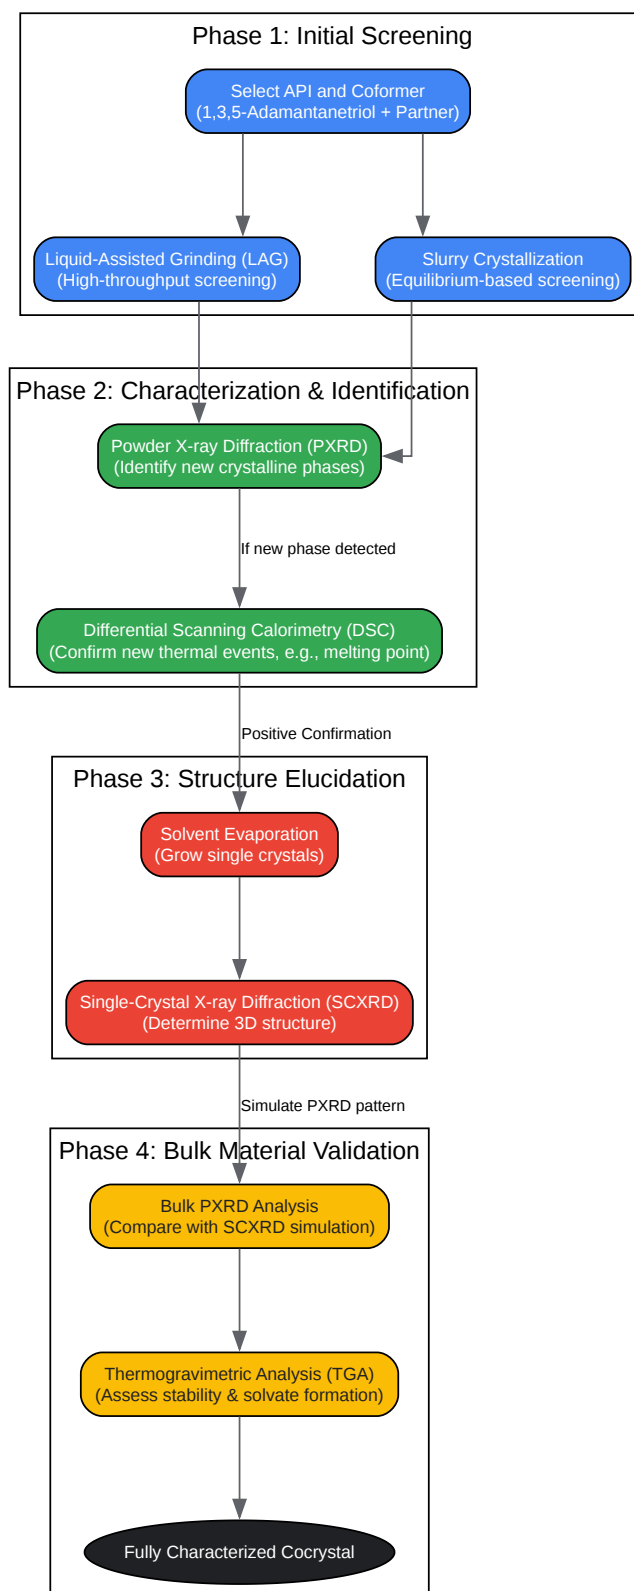 Phase 1: Initial Screening
Select API and Coformer
(1,3,5-Adamantanetriol + Partner)
Liquid-Assisted Grinding (LAG)
(High-throughput screening)
Slurry Crystallization
(Equilibrium-based screening)
Phase 2: Characterization & Identification
Powder X-ray Diffraction (PXRD)
(Identify new crystalline phases)
If new phase detected
Differential Scanning Calorimetry (DSC)
(Confirm new thermal events, e.g., melting point)
Positive Confirmation
Phase 3: Structure Elucidation
Solvent Evaporation
(Grow single crystals)
Single-Crystal X-ray Diffraction (SCXRD)
(Determine 3D structure)
Simulate PXRD pattern
Phase 4: Bulk Material Validation
Bulk PXRD Analysis
(Compare with SCXRD simulation)
Thermogravimetric Analysis (TGA)
(Assess stability & solvate formation)
Fully Characterized Cocrystal